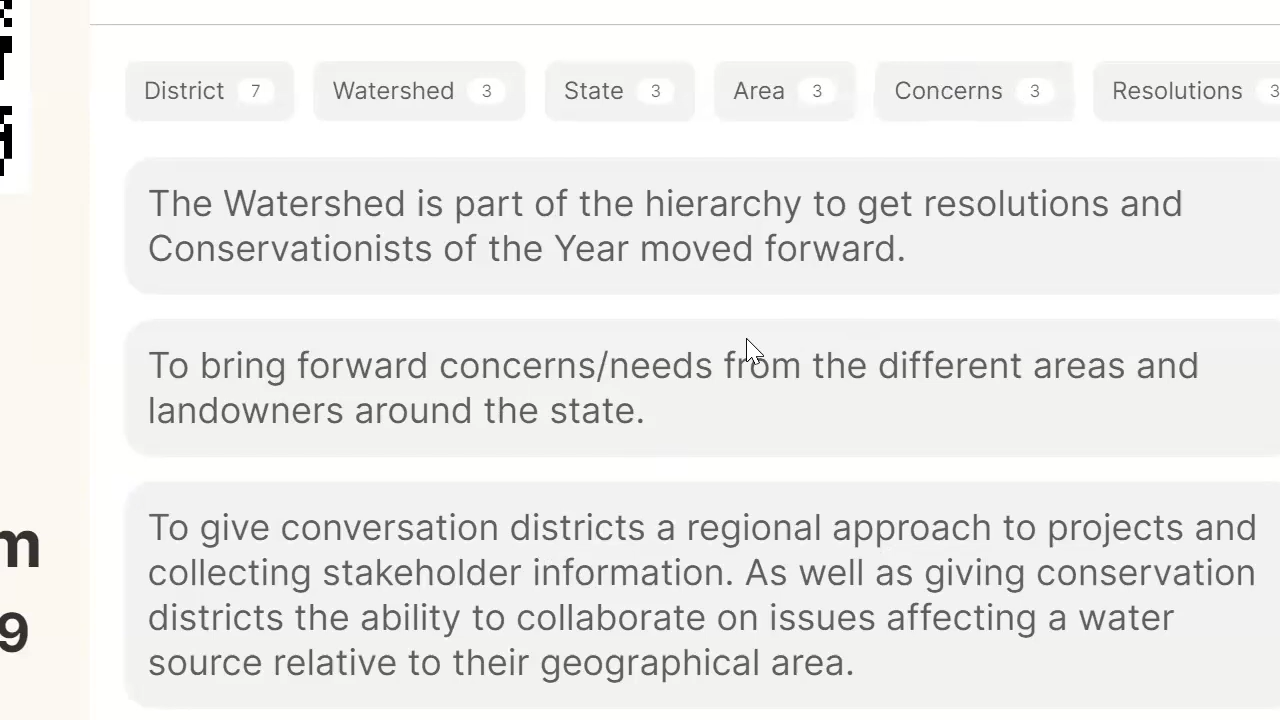 District 7 Watershed 3 State 3 Area 3 Concerns 3 Resolutions 3
The Watershed is part of the hierarchy to get resolutions and
Conservationists of the Year moved forward.
To bring forward concerns/needs from the different areas and
landowners around the state.
To give conversation districts a regional approach to projects and
collecting stakeholder information. As well as giving conservation
districts the ability to collaborate on issues affecting a water
source relative to their geographical area.
m
9